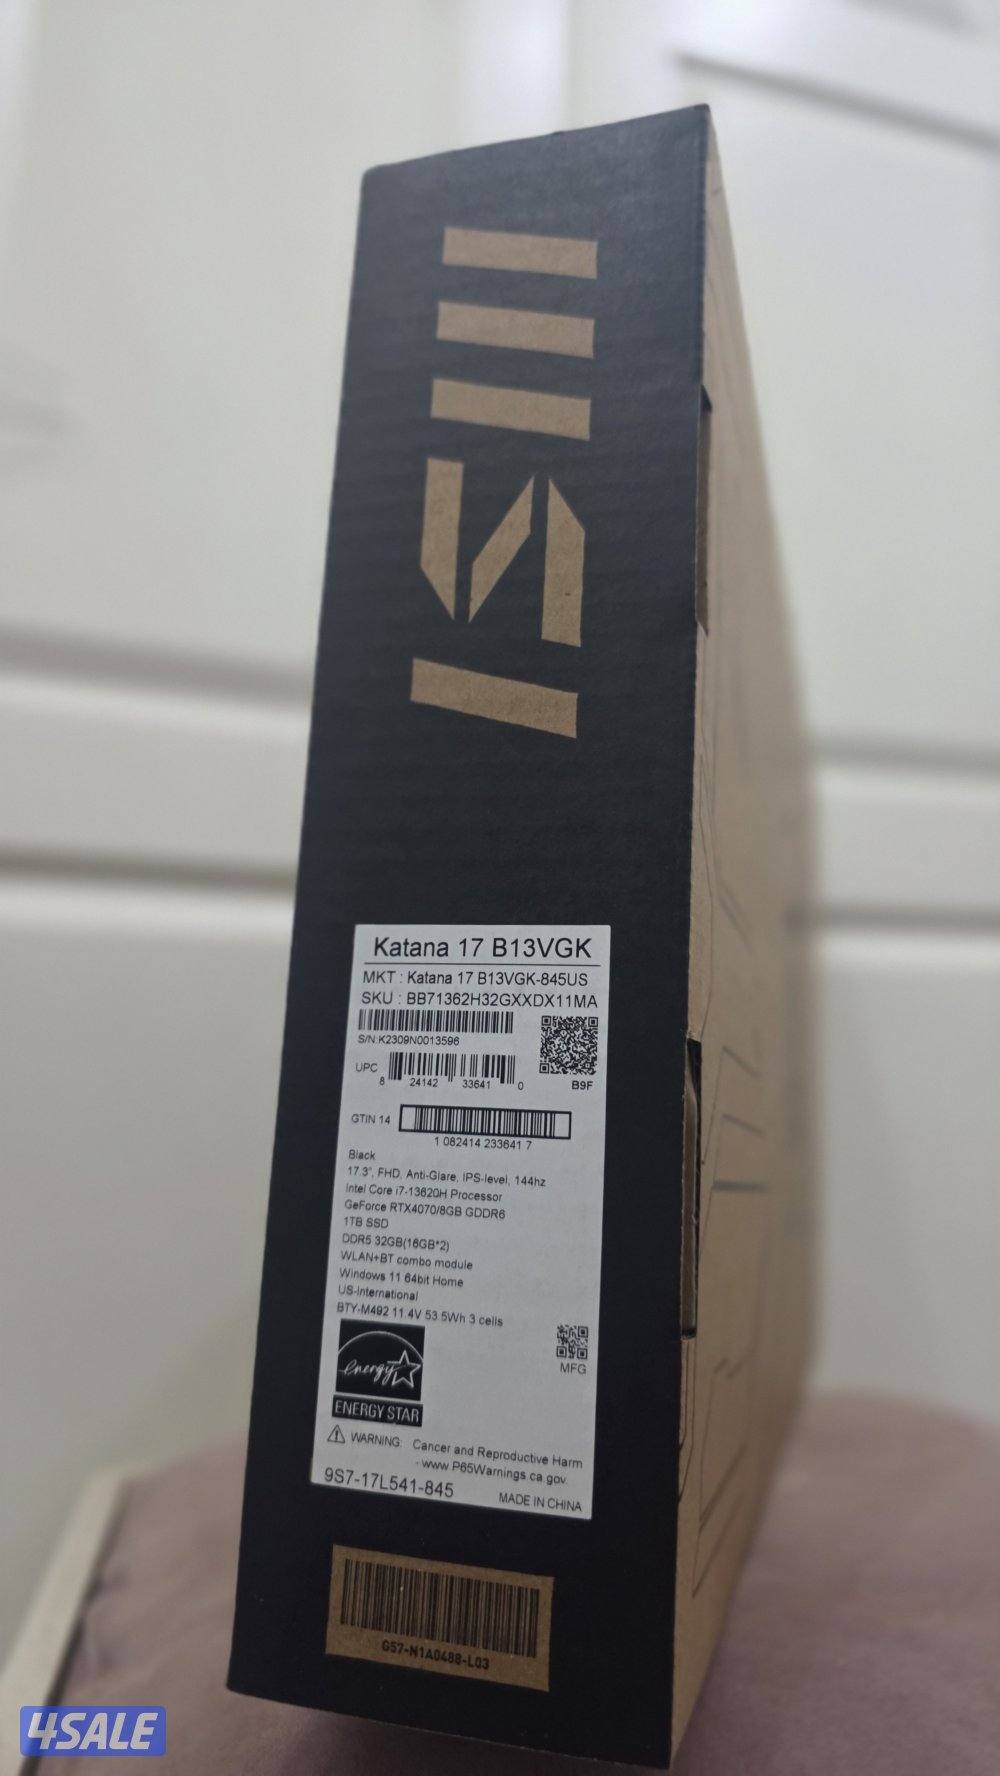 msi
Katana 17 B13VGK
MKT : Katana 17 B13VGK-845US
SKU : BB71362H32GXXDX11MA
S/N:K2309N0013596
UPC
8 24142 33641 0
B9F
GTIN 14
1 082414 233641 7
Black
17.3", FHD, Anti-Glare, IPS-level, 144hz
Intel Core i7-13620H Processor
GeForce RTX4070/8GB GDDR6
1TB SSD
DDR5 32GB(16GB*2)
WLAN+BT combo module
Windows 11 64bit Home
US-International
BTY-M492 11.4V 53.5Wh 3 cells
MFG
energy
ENERGY STAR
WARNING: Cancer and Reproductive Harm
- www.P65Warnings.ca.gov.
9S7-17L541-845
MADE IN CHINA
G57-N1A0488-L03
4SALE